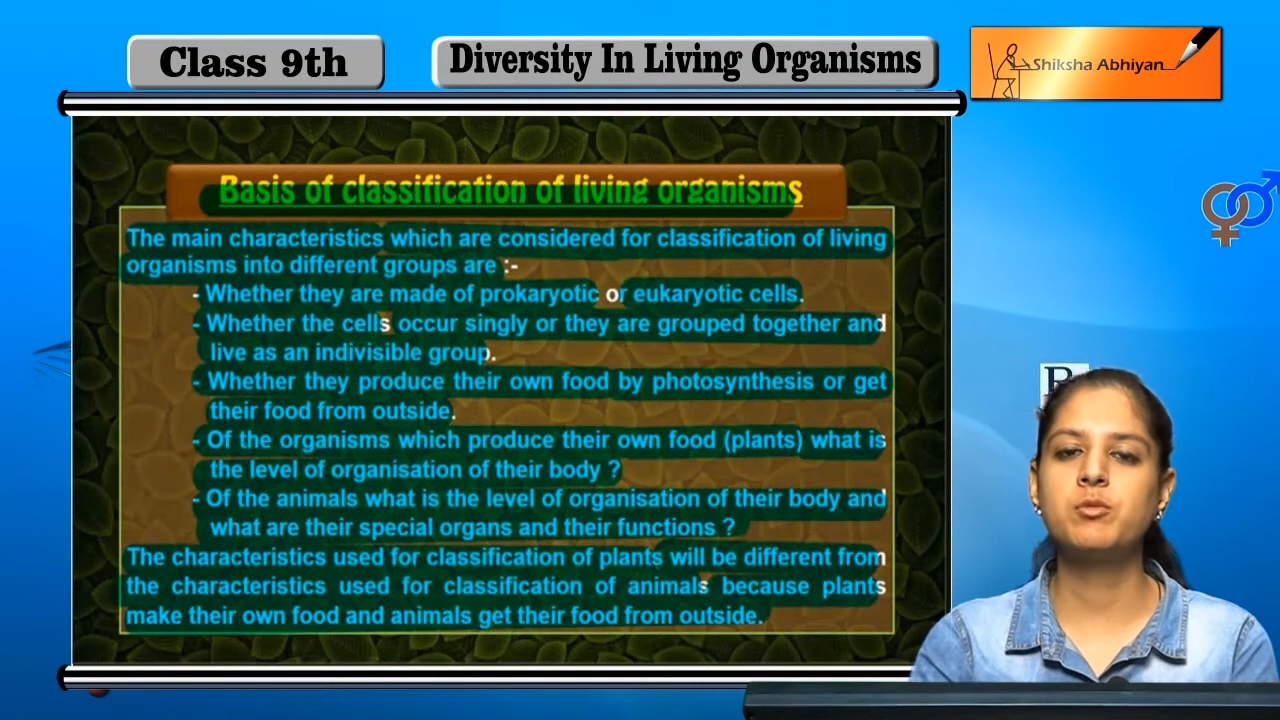 Class 9th
Diversity In Living Organisms
Shiksha Abhiyan
Basis of classification of living organisms
The main characteristics which are considered for classification of living
organisms into different groups are :-
- Whether they are made of prokaryotic or eukaryotic cells.
- Whether the cells occur singly or they are grouped together and
live as an indivisible group.
- Whether they produce their own food by photosynthesis or get
their food from outside.
- Of the organisms which produce their own food (plants) what is
the level of organisation of their body ?
- Of the animals what is the level of organisation of their body and
what are their special organs and their functions ?
The characteristics used for classification of plants will be different from
the characteristics used for classification of animals because plants
make their own food and animals get their food from outside.